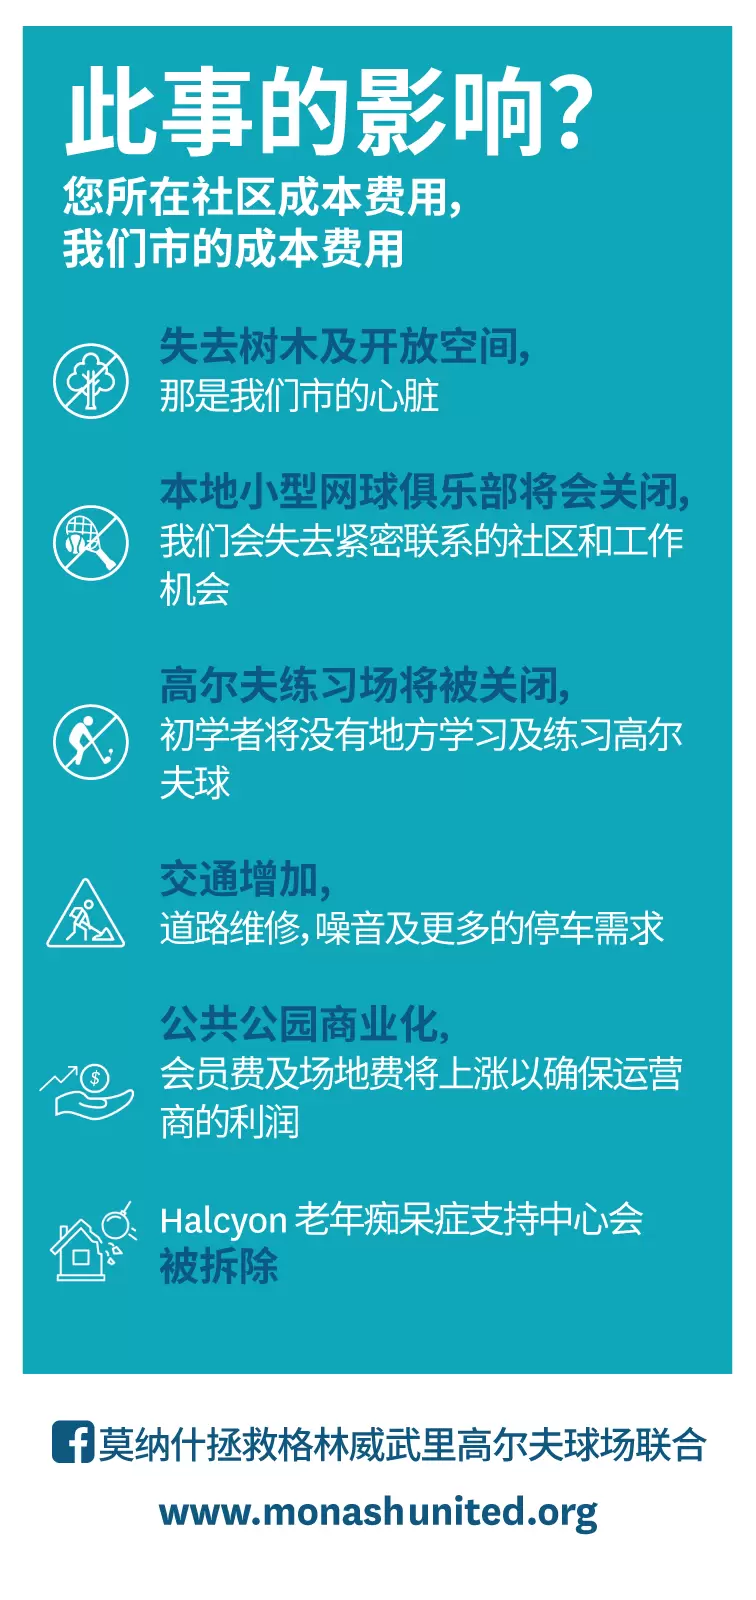 此事的影响?
您所在社区成本费用,
我们市的成本费用
失去树木及开放空间,
那是我们市的心脏
本地小型网球俱乐部将会关闭,
我们会失去紧密联系的社区和工作
机会
高尔夫练习场将被关闭,
初学者将没有地方学习及练习高尔
夫球
交通增加,
道路维修, 噪音及更多的停车需求
公共公园商业化,
$
会员费及场地费将上涨以确保运营
商的利润
Halcyon 老年痴呆症支持中心会
被拆除
f 莫纳什拯救格林威武里高尔夫球场联合
www.monashunited.org